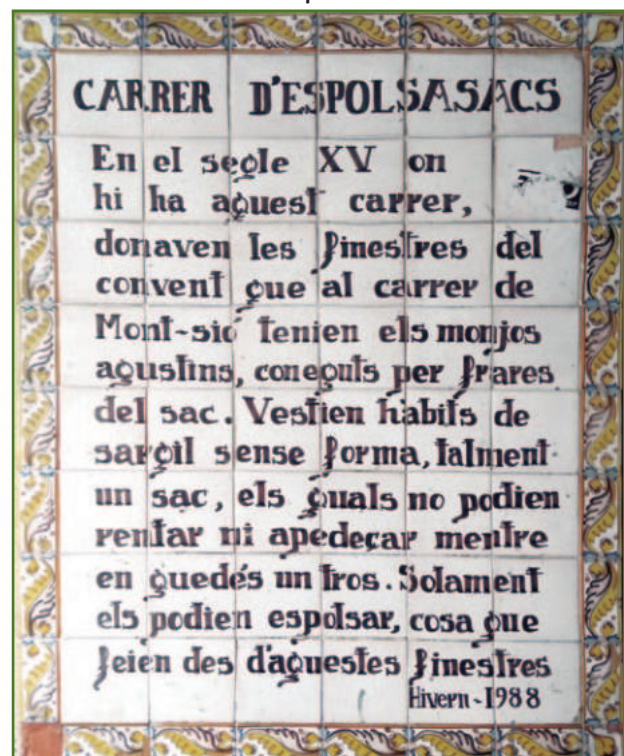 CARRER D'ESPOLSASACS
En el segle XV on
hi ha aquest carrer,
donaven les finestres del
convent que al carrer de
Mont-sió tenien els monjos
agustins, coneguts per frares
del sac. Vestien hàbits de
sargil sense forma, talment
un sac, els quals no podien
rentar ni apedeçar mentre
en quedés un tros. Solament
els podien espolsar, cosa que
feien des d'aquestes finestres
Hivern-1988